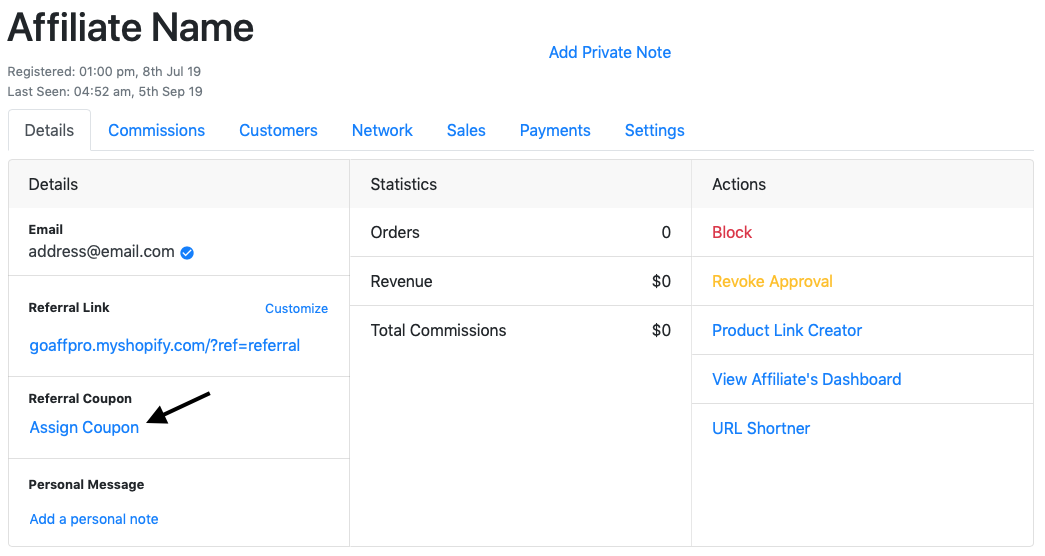 Affiliate Name
Add Private Note
Registered: 01:00 pm, 8th Jul 19
Last Seen: 04:52 am, 5th Sep 19
Details Commissions Customers Network Sales Payments Settings
Details
Email
address@email.com
Referral Link Customize
goaffpro.myshopify.com/?ref=referral
Referral Coupon
Assign Coupon
Personal Message
Add a personal note
Statistics
Orders 0
Revenue $0
Total Commissions $0
Actions
Block
Revoke Approval
Product Link Creator
View Affiliate's Dashboard
URL Shortner